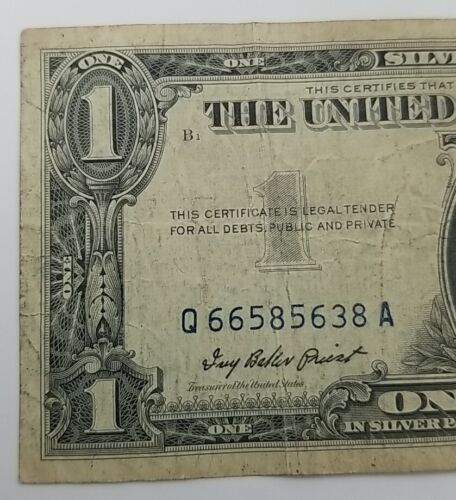 ONE
ONE
SILVE
1
THIS CERTIFIES THAT
THE UNITED
B1
1
THIS CERTIFICATE IS LEGAL TENDER
FOR ALL DEBTS, PUBLIC AND PRIVATE
ONE
Q 66585638 A
Ivy Baker Priest
Treasurer of the United States.
1
ONE
ONE
IN SILVER P